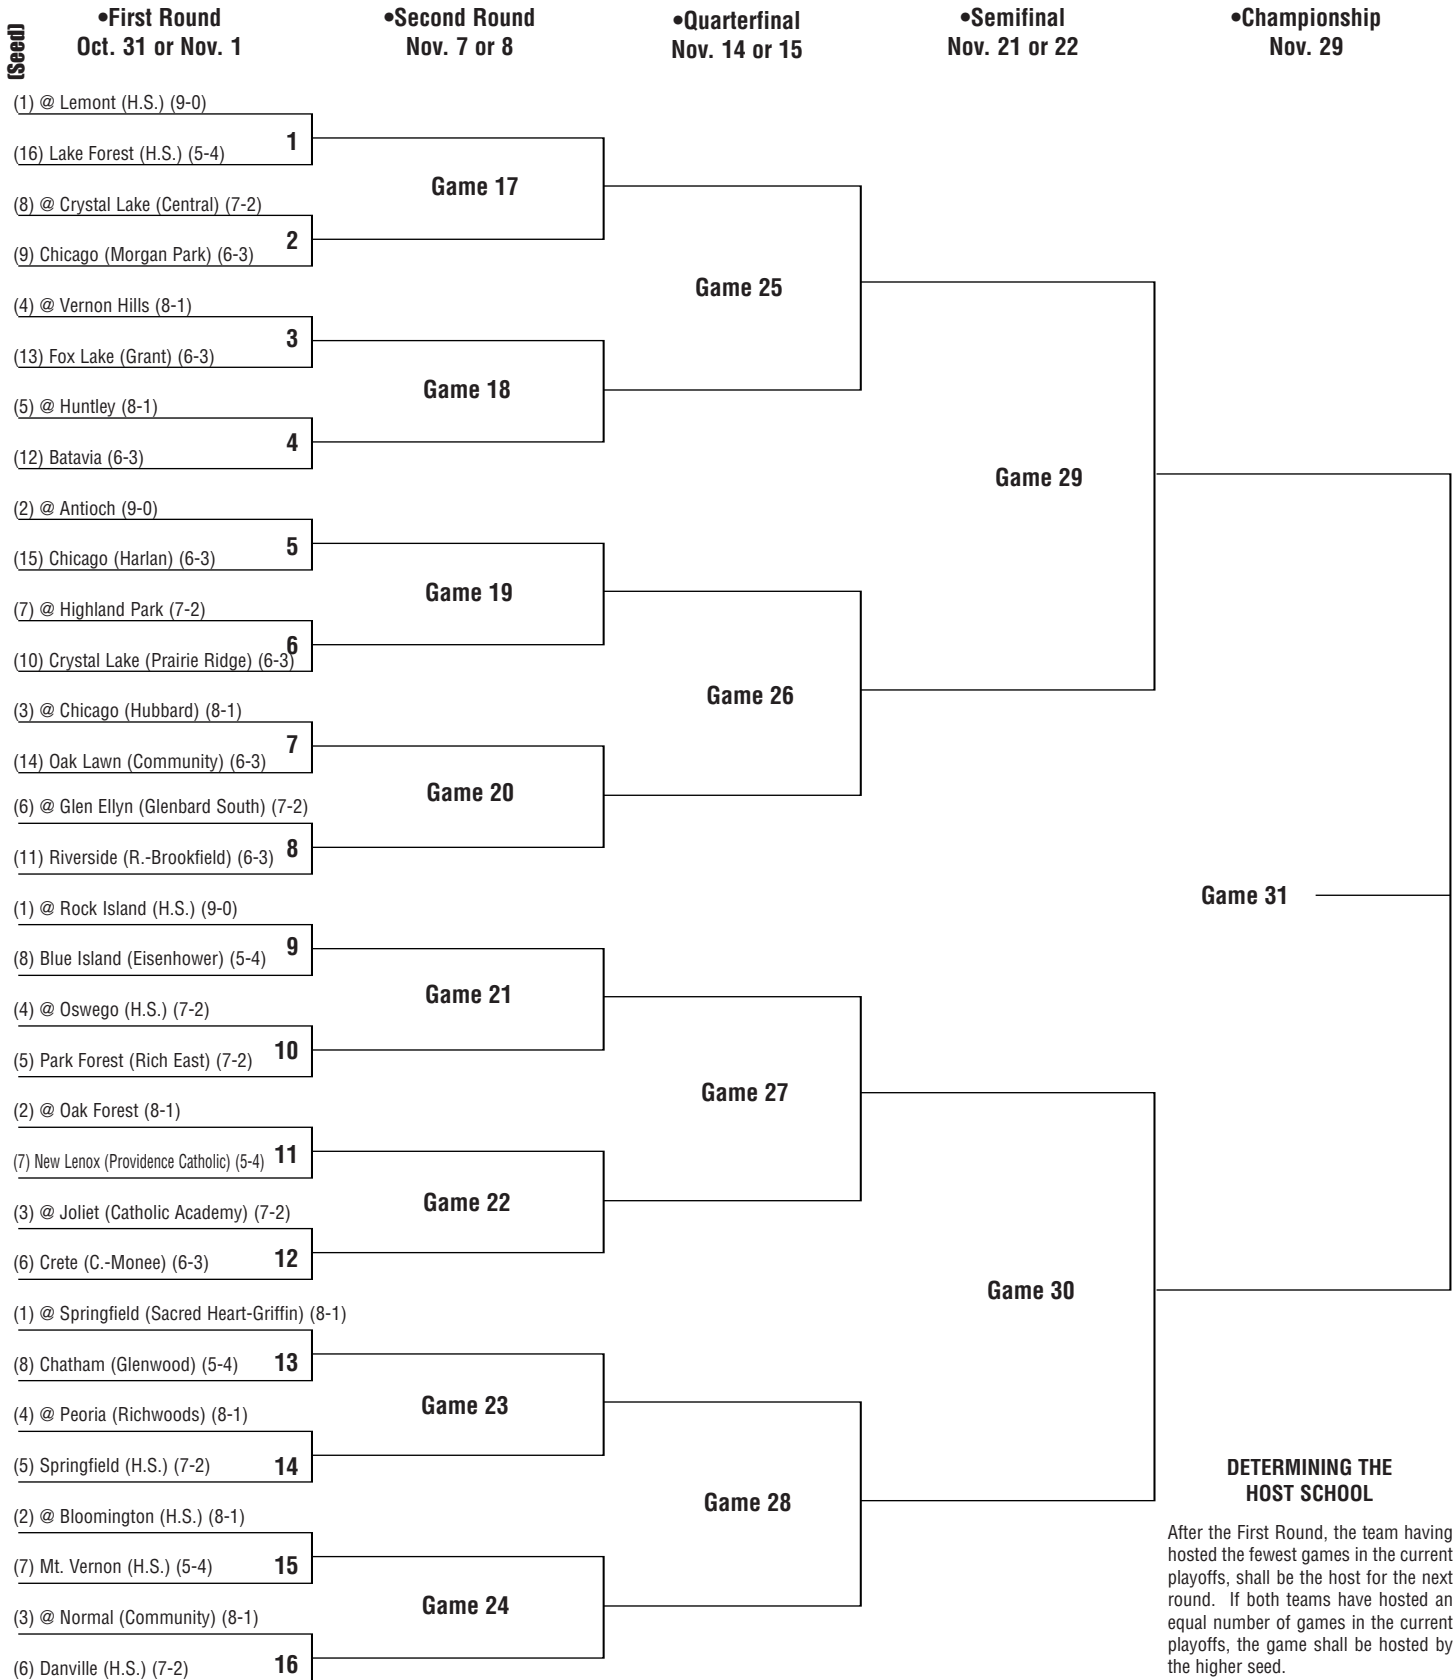 (Seed)
•First Round
Oct. 31 or Nov. 1
•Second Round
Nov. 7 or 8
•Quarterfinal
Nov. 14 or 15
•Semifinal
Nov. 21 or 22
•Championship
Nov. 29
(1) @ Lemont (H.S.) (9-0)
1
(16) Lake Forest (H.S.) (5-4)
Game 17
(8) @ Crystal Lake (Central) (7-2)
2
(9) Chicago (Morgan Park) (6-3)
Game 25
(4) @ Vernon Hills (8-1)
3
(13) Fox Lake (Grant) (6-3)
Game 18
(5) @ Huntley (8-1)
4
(12) Batavia (6-3)
Game 29
(2) @ Antioch (9-0)
5
(15) Chicago (Harlan) (6-3)
Game 19
(7) @ Highland Park (7-2)
6
(10) Crystal Lake (Prairie Ridge) (6-3)
Game 26
(3) @ Chicago (Hubbard) (8-1)
7
(14) Oak Lawn (Community) (6-3)
Game 20
(6) @ Glen Ellyn (Glenbard South) (7-2)
8
(11) Riverside (R.-Brookfield) (6-3)
Game 31
(1) @ Rock Island (H.S.) (9-0)
9
(8) Blue Island (Eisenhower) (5-4)
Game 21
(4) @ Oswego (H.S.) (7-2)
10
(5) Park Forest (Rich East) (7-2)
Game 27
(2) @ Oak Forest (8-1)
11
(7) New Lenox (Providence Catholic) (5-4)
Game 22
(3) @ Joliet (Catholic Academy) (7-2)
12
(6) Crete (C.-Monee) (6-3)
Game 30
(1) @ Springfield (Sacred Heart-Griffin) (8-1)
13
(8) Chatham (Glenwood) (5-4)
Game 23
(4) @ Peoria (Richwoods) (8-1)
14
(5) Springfield (H.S.) (7-2)
Game 28
(2) @ Bloomington (H.S.) (8-1)
15
(7) Mt. Vernon (H.S.) (5-4)
Game 24
(3) @ Normal (Community) (8-1)
16
(6) Danville (H.S.) (7-2)
DETERMINING THE
HOST SCHOOL
After the First Round, the team having
hosted the fewest games in the current
playoffs, shall be the host for the next
round. If both teams have hosted an
equal number of games in the current
playoffs, the game shall be hosted by
the higher seed.